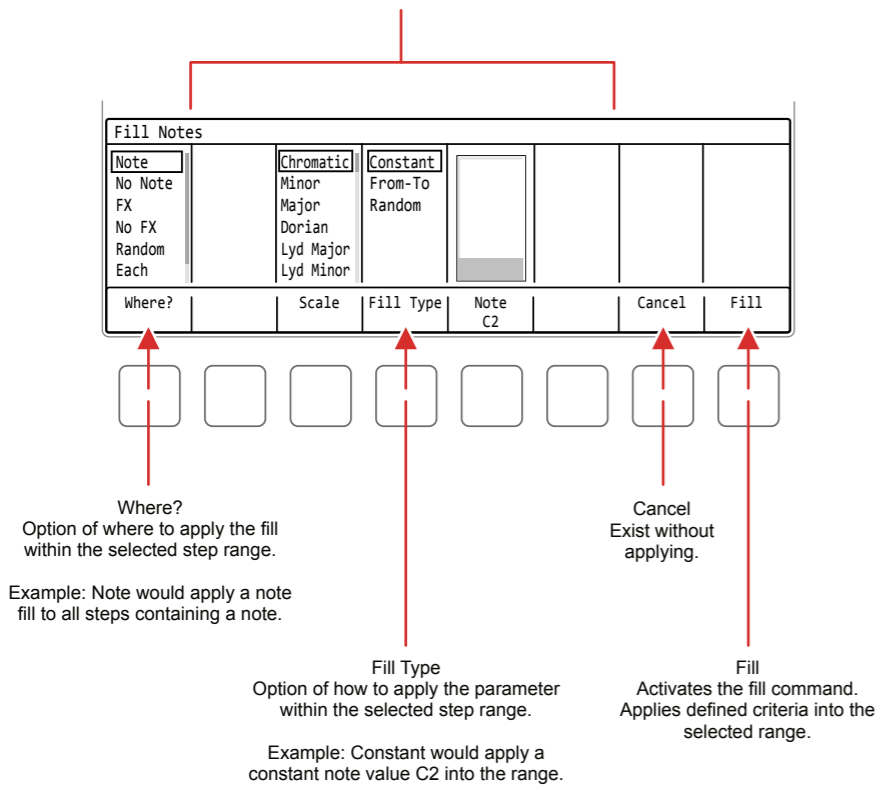 Fill Notes
Note
No Note
FX
No FX
Random
Each
Chromatic
Minor
Major
Dorian
Lyd Major
Lyd Minor
Constant
From-To
Random
Where?
Scale
Fill Type
Note
C2
Cancel
Fill
Where?
Option of where to apply the fill
within the selected step range.
Example: Note would apply a note
fill to all steps containing a note.
Cancel
Exist without
applying.
Fill Type
Option of how to apply the parameter
within the selected step range.
Example: Constant would apply a
constant note value C2 into the range.
Fill
Activates the fill command.
Applies defined criteria into the
selected range.